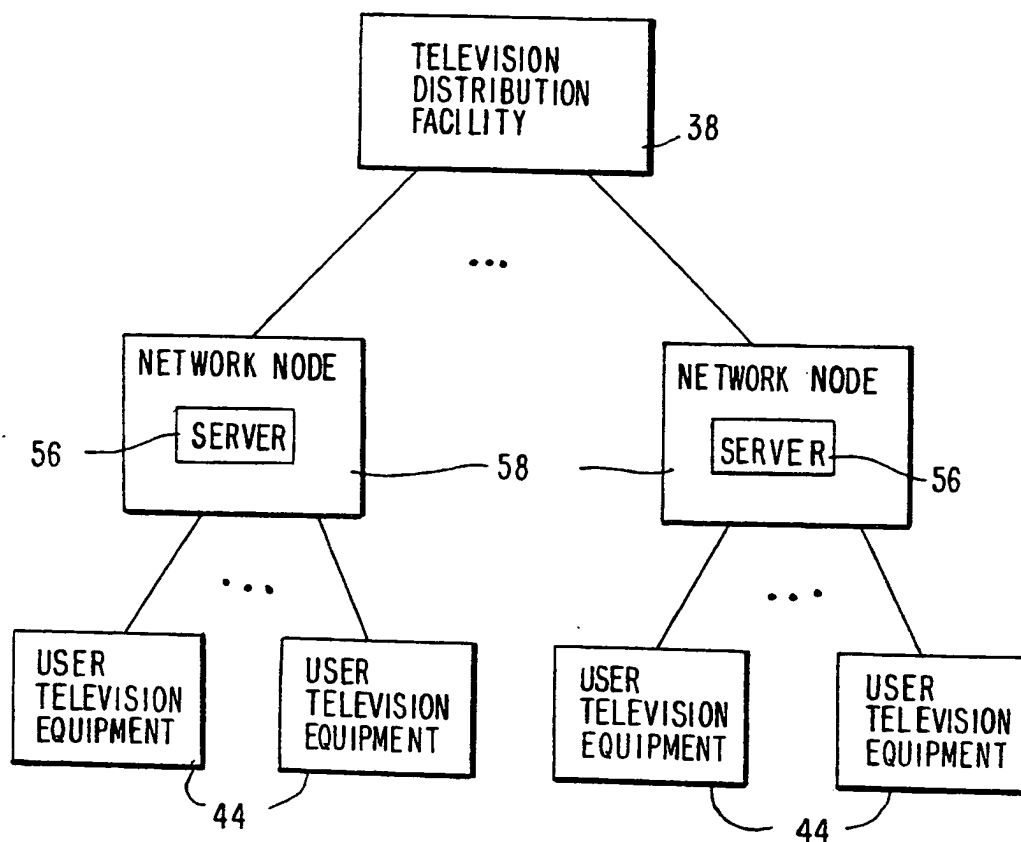 TELEVISION
DISTRIBUTION
FACILITY
38
...
NETWORK NODE
SERVER
56
58
NETWORK NODE
SERVER
56
...
...
USER
TELEVISION
EQUIPMENT
USER
TELEVISION
EQUIPMENT
USER
TELEVISION
EQUIPMENT
USER
TELEVISION
EQUIPMENT
44
44